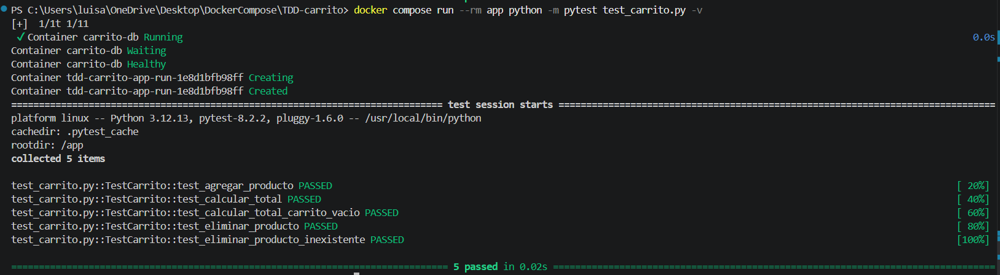 PS C:\Users\luisa\OneDrive\Desktop\DockerCompose\TDD-carrito> docker compose run --rm app python -m pytest test_carrito.py -v
[+]  1/1t 1/11
✔ Container carrito-db Running 0.0s
Container carrito-db Waiting
Container carrito-db Healthy
Container tdd-carrito-app-run-1e8d1bfb98ff Creating
Container tdd-carrito-app-run-1e8d1bfb98ff Created
============================================================================== test session starts ===============================================================================
platform linux -- Python 3.12.13, pytest-8.2.2, pluggy-1.6.0 -- /usr/local/bin/python
cachedir: .pytest_cache
rootdir: /app
collected 5 items
test_carrito.py::TestCarrito::test_agregar_producto PASSED [ 20%]
test_carrito.py::TestCarrito::test_calcular_total PASSED [ 40%]
test_carrito.py::TestCarrito::test_calcular_total_carrito_vacio PASSED [ 60%]
test_carrito.py::TestCarrito::test_eliminar_producto PASSED [ 80%]
test_carrito.py::TestCarrito::test_eliminar_producto_inexistente PASSED [100%]
=============================================================================== 5 passed in 0.02s ================================================================================